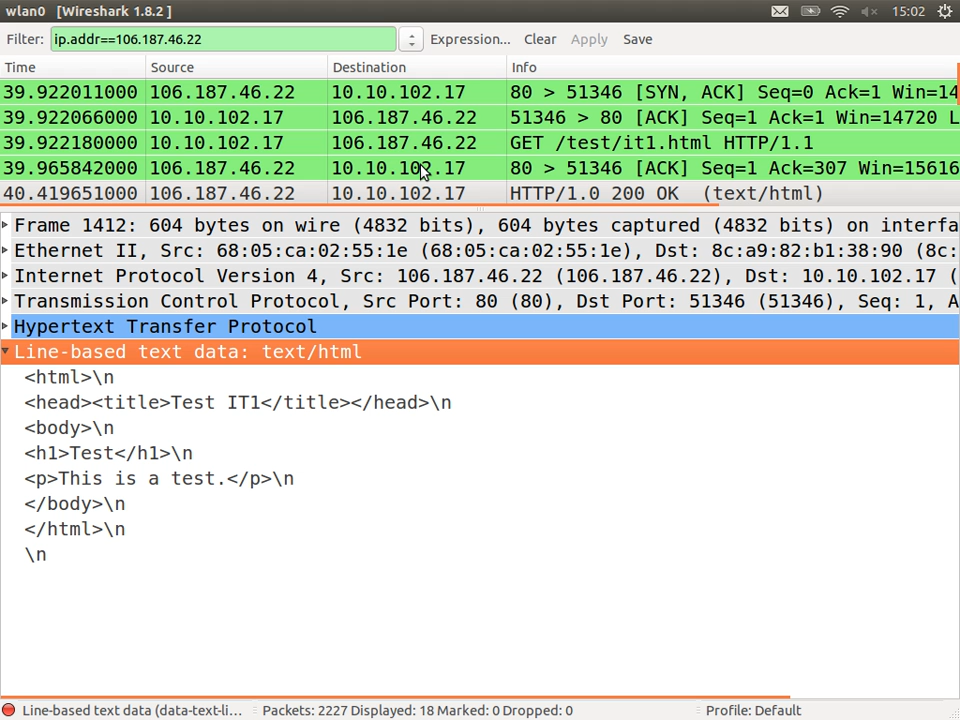 wlan0 [Wireshark 1.8.2 ] 15:02
Filter: ip.addr==106.187.46.22 Expression... Clear Apply Save
Time Source Destination Info
39.922011000 106.187.46.22 10.10.102.17 80 > 51346 [SYN, ACK] Seq=0 Ack=1 Win=14
39.922066000 10.10.102.17 106.187.46.22 51346 > 80 [ACK] Seq=1 Ack=1 Win=14720 L
39.922180000 10.10.102.17 106.187.46.22 GET /test/it1.html HTTP/1.1
39.965842000 106.187.46.22 10.10.102.17 80 > 51346 [ACK] Seq=1 Ack=307 Win=15616
40.419651000 106.187.46.22 10.10.102.17 HTTP/1.0 200 OK (text/html)
Frame 1412: 604 bytes on wire (4832 bits), 604 bytes captured (4832 bits) on interfa
Ethernet II, Src: 68:05:ca:02:55:1e (68:05:ca:02:55:1e), Dst: 8c:a9:82:b1:38:90 (8c:
Internet Protocol Version 4, Src: 106.187.46.22 (106.187.46.22), Dst: 10.10.102.17 (
Transmission Control Protocol, Src Port: 80 (80), Dst Port: 51346 (51346), Seq: 1, A
Hypertext Transfer Protocol
Line-based text data: text/html
<html>\n
<head><title>Test IT1</title></head>\n
<body>\n
<h1>Test</h1>\n
<p>This is a test.</p>\n
</body>\n
</html>\n
\n
Line-based text data (data-text-li... Packets: 2227 Displayed: 18 Marked: 0 Dropped: 0 Profile: Default